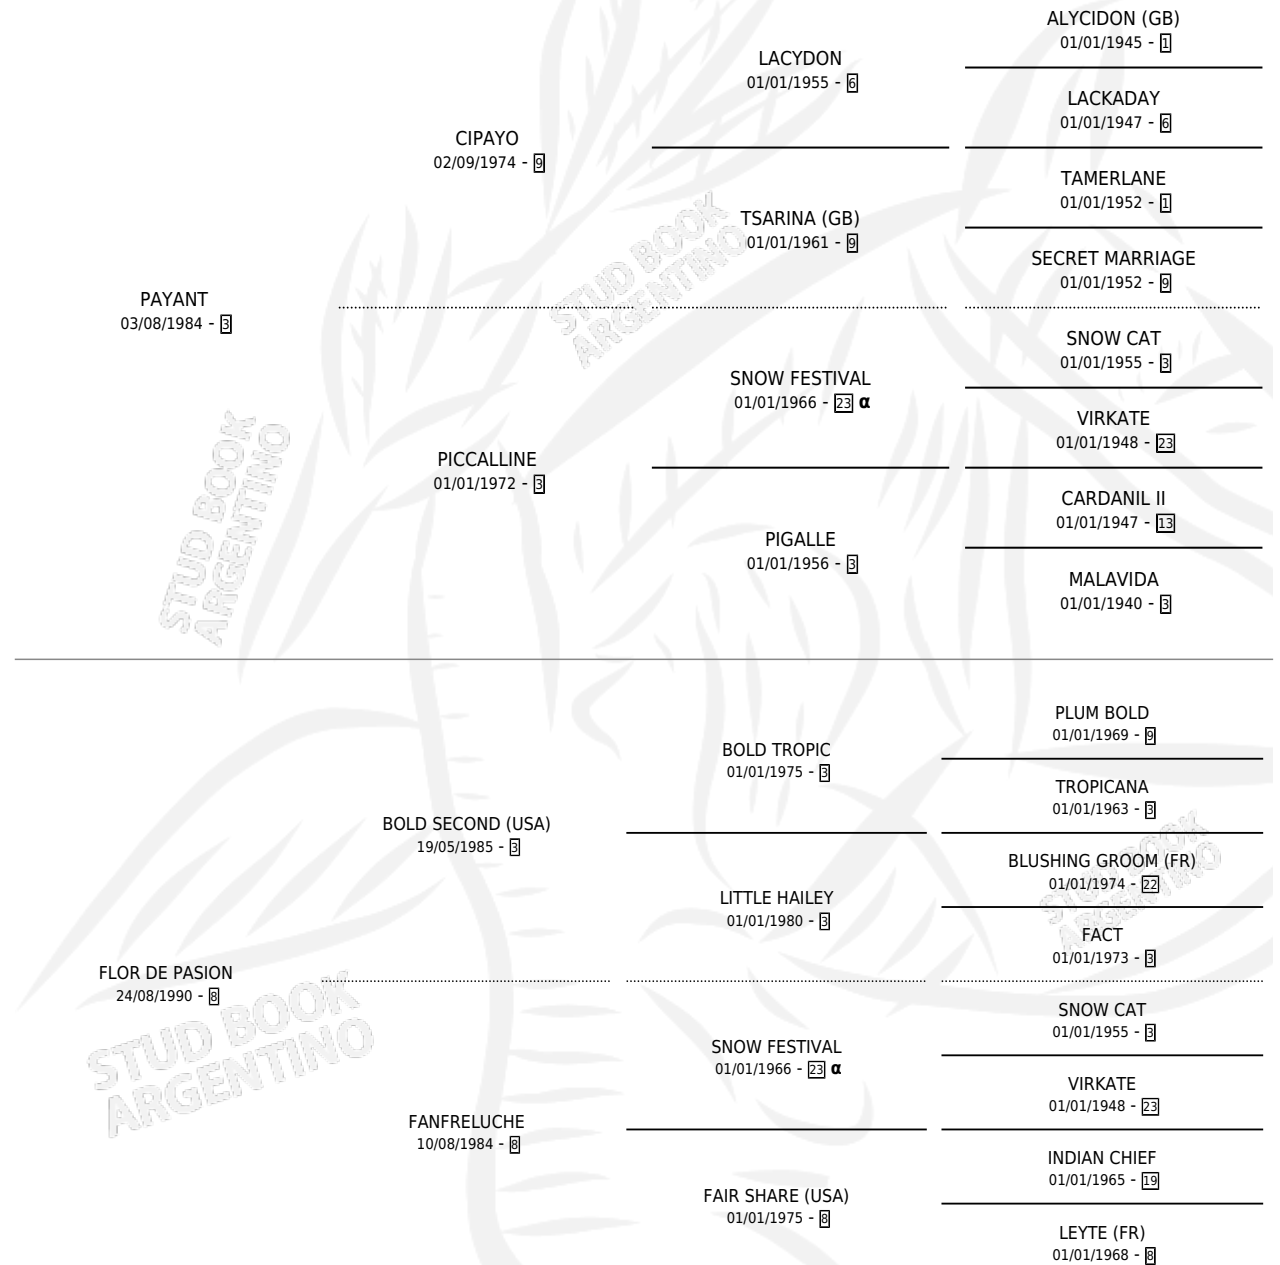 ALYCIDON (GB)
01/01/1945 - 1
LACYDON
01/01/1955 - 6
LACKADAY
01/01/1947 - 6
CIPAYO
02/09/1974 - 9
TAMERLANE
01/01/1952 - 1
TSARINA (GB)
01/01/1961 - 9
SECRET MARRIAGE
01/01/1952 - 9
PAYANT
03/08/1984 - 3
SNOW CAT
01/01/1955 - 3
SNOW FESTIVAL
01/01/1966 - 23 α
VIRKATE
01/01/1948 - 23
PICCALLINE
01/01/1972 - 3
CARDANIL II
01/01/1947 - 13
PIGALLE
01/01/1956 - 3
MALAVIDA
01/01/1940 - 3
PLUM BOLD
01/01/1969 - 9
BOLD TROPIC
01/01/1975 - 3
TROPICANA
01/01/1963 - 3
BOLD SECOND (USA)
19/05/1985 - 3
BLUSHING GROOM (FR)
01/01/1974 - 22
LITTLE HAILEY
01/01/1980 - 3
FACT
01/01/1973 - 3
FLOR DE PASION
24/08/1990 - 8
SNOW CAT
01/01/1955 - 3
SNOW FESTIVAL
01/01/1966 - 23 α
VIRKATE
01/01/1948 - 23
FANFRELUCHE
10/08/1984 - 8
INDIAN CHIEF
01/01/1965 - 19
FAIR SHARE (USA)
01/01/1975 - 8
LEYTE (FR)
01/01/1968 - 8
STUD BOOK
ARGENTINO
STUD BOOK
ARGENTINO
STUD BOOK
ARGENTINO
STUD BOOK
ARGENTINO